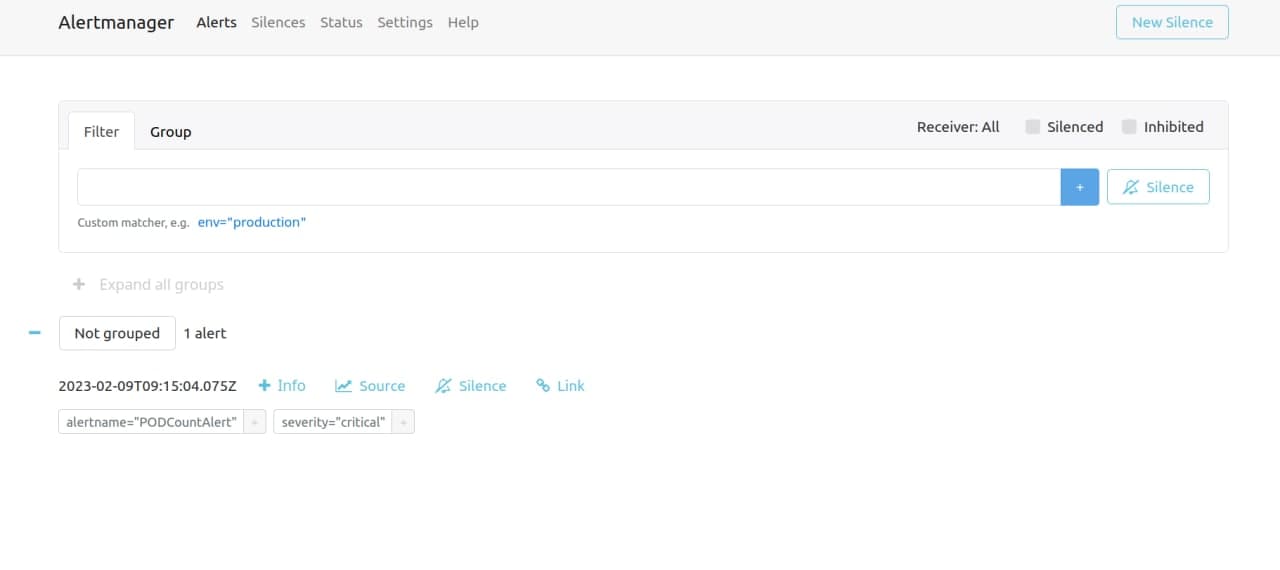 Alertmanager Alerts Silences Status Settings Help New Silence
Filter Group Receiver: All Silenced Inhibited
+ Silence
Custom matcher, e.g. env="production"
+ Expand all groups
− Not grouped 1 alert
2023-02-09T09:15:04.075Z + Info Source Silence Link
alertname="PODCountAlert" + severity="critical" +